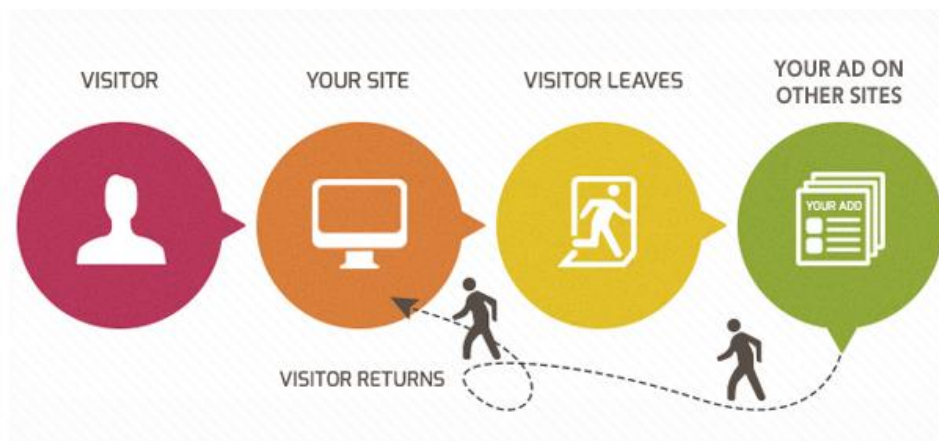 VISITOR
YOUR SITE
VISITOR LEAVES
YOUR AD ON
OTHER SITES
YOUR ADD
VISITOR RETURNS